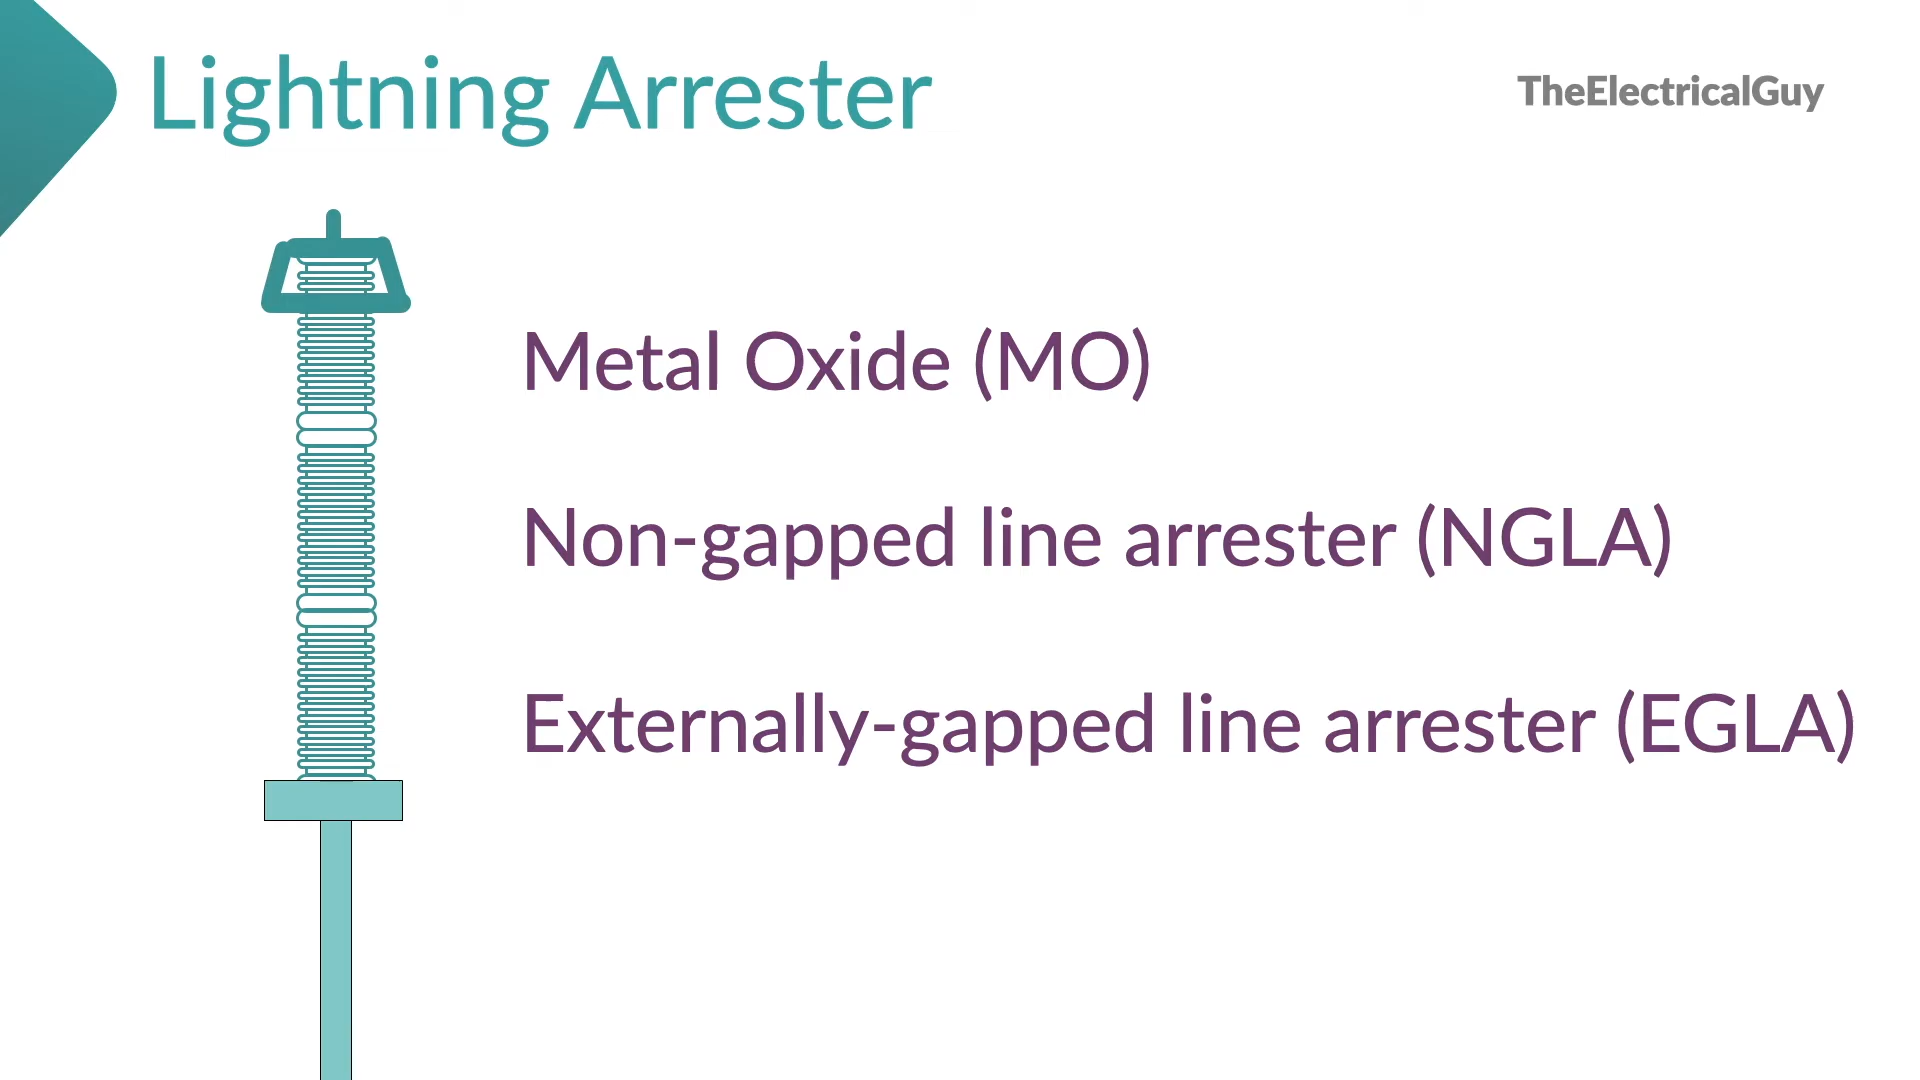 Lightning Arrester
TheElectricalGuy
Metal Oxide (MO)
Non-gapped line arrester (NGLA)
Externally-gapped line arrester (EGLA)